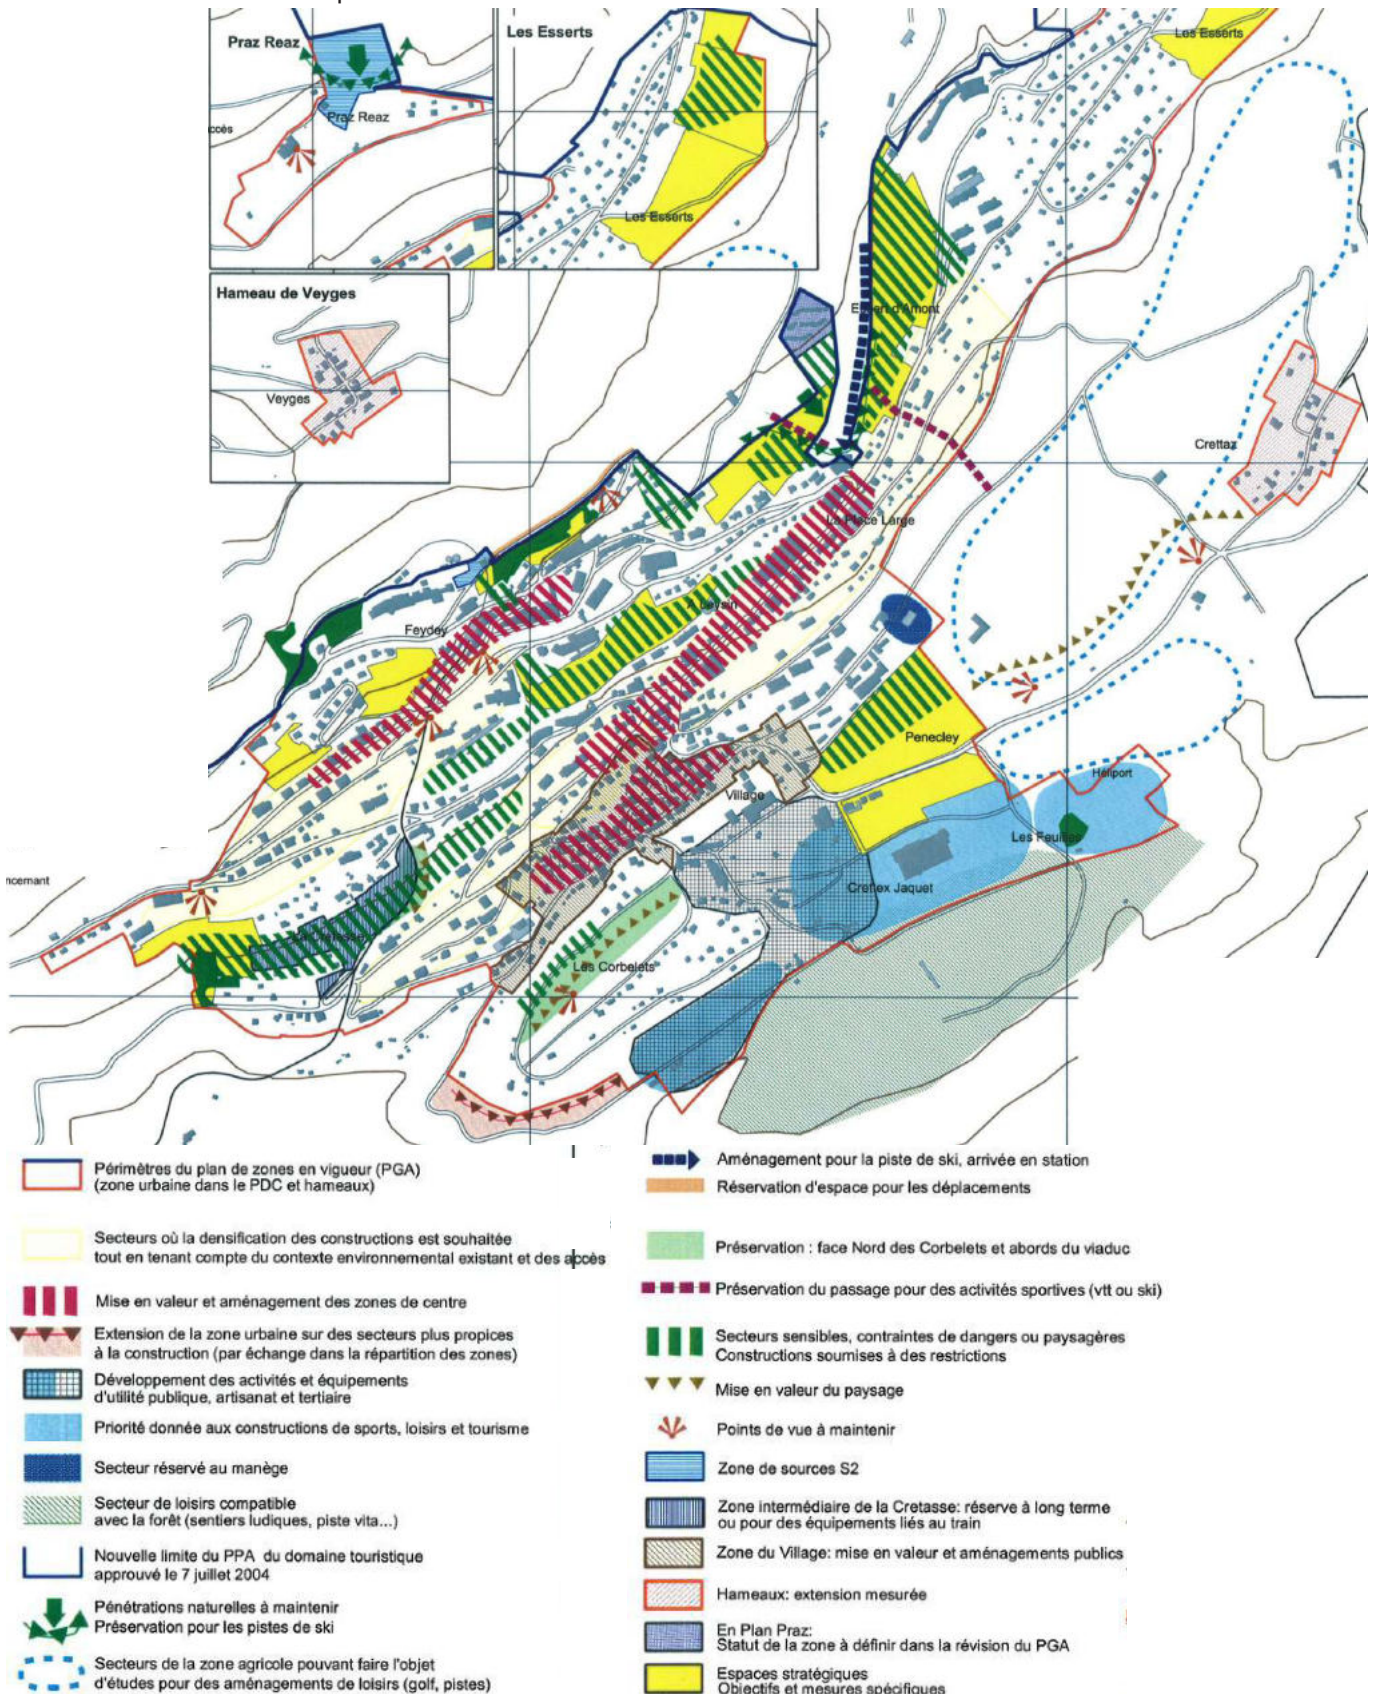 Praz Reaz
Les Esserts
Les Esserts
Praz Reaz
Les Esserts
Hameau de Veyges
Veyges
Crettaz
La Place Large
A Leysin
Feydey
Penecley
Village
Héliport
Les Feuilles
Cretlex Jaquet
ncernant
Les Corbelets
Périmètres du plan de zones en vigueur (PGA)
(zone urbaine dans le PDC et hameaux)
Secteurs où la densification des constructions est souhaitée
tout en tenant compte du contexte environnemental existant et des accès
Mise en valeur et aménagement des zones de centre
Extension de la zone urbaine sur des secteurs plus propices
à la construction (par échange dans la répartition des zones)
Développement des activités et équipements
d'utilité publique, artisanat et tertiaire
Priorité donnée aux constructions de sports, loisirs et tourisme
Secteur réservé au manège
Secteur de loisirs compatible
avec la forêt (sentiers ludiques, piste vita...)
Nouvelle limite du PPA du domaine touristique
approuvé le 7 juillet 2004
Pénétrations naturelles à maintenir
Préservation pour les pistes de ski
Secteurs de la zone agricole pouvant faire l'objet
d'études pour des aménagements de loisirs (golf, pistes)
Aménagement pour la piste de ski, arrivée en station
Réservation d'espace pour les déplacements
Préservation : face Nord des Corbelets et abords du viaduc
Préservation du passage pour des activités sportives (vtt ou ski)
Secteurs sensibles, contraintes de dangers ou paysagères
Constructions soumises à des restrictions
Mise en valeur du paysage
Points de vue à maintenir
Zone de sources S2
Zone intermédiaire de la Cretasse: réserve à long terme
ou pour des équipements liés au train
Zone du Village: mise en valeur et aménagements publics
Hameaux: extension mesurée
En Plan Praz:
Statut de la zone à définir dans la révision du PGA
Espaces stratégiques
Objectifs et mesures spécifiques